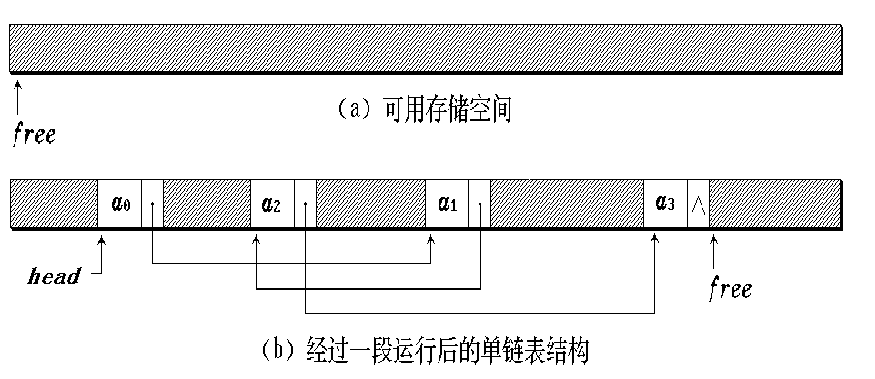 free
(a) 可用存储空间
a0 a2 a1 a3 ∧
head
free
(b) 经过一段运行后的单链表结构